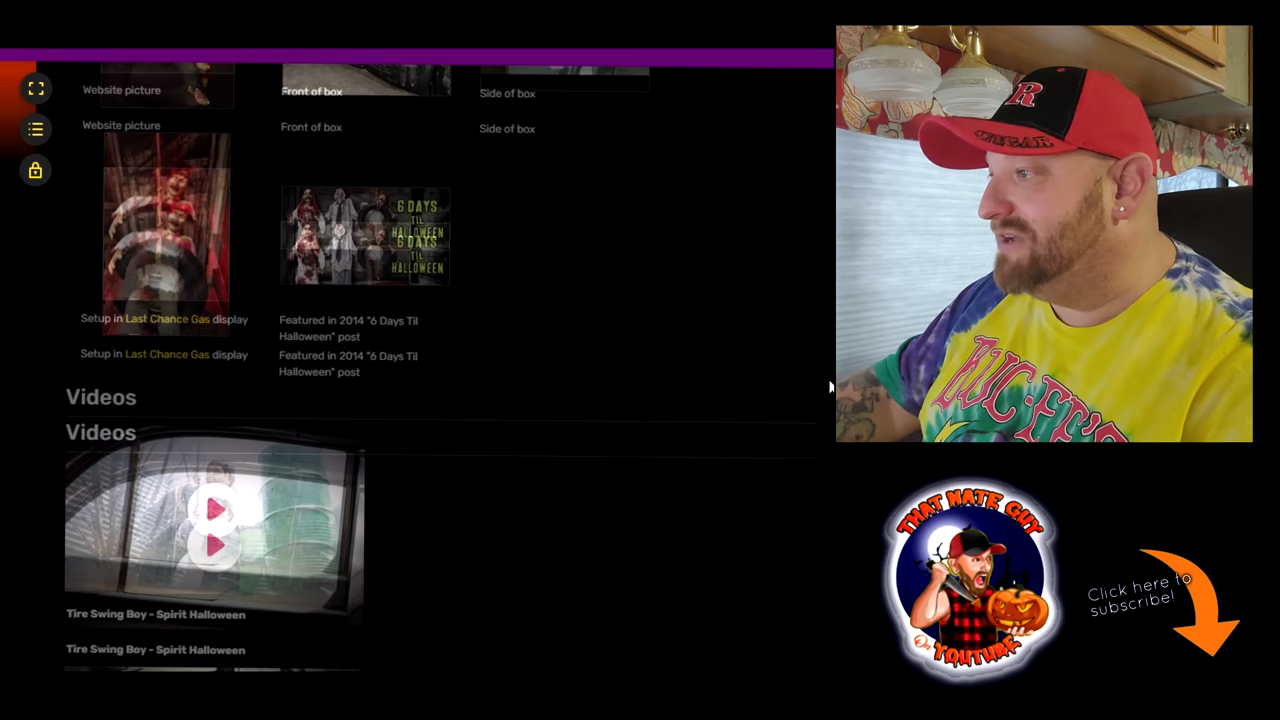 Website picture
Front of box
Side of box
Website picture
Front of box
Side of box
6 DAYS
TIL
HALLOWEEN
6 DAYS
TIL
HALLOWEEN
Setup in Last Chance Gas display
Featured in 2014 "6 Days Til
Halloween" post
Setup in Last Chance Gas display
Featured in 2014 "6 Days Til
Halloween" post
Videos
Videos
Tire Swing Boy - Spirit Halloween
Tire Swing Boy - Spirit Halloween
R
BUC-EE'S
THAT NATE GUY
On
YOUTUBE
Click here to
subscribe!